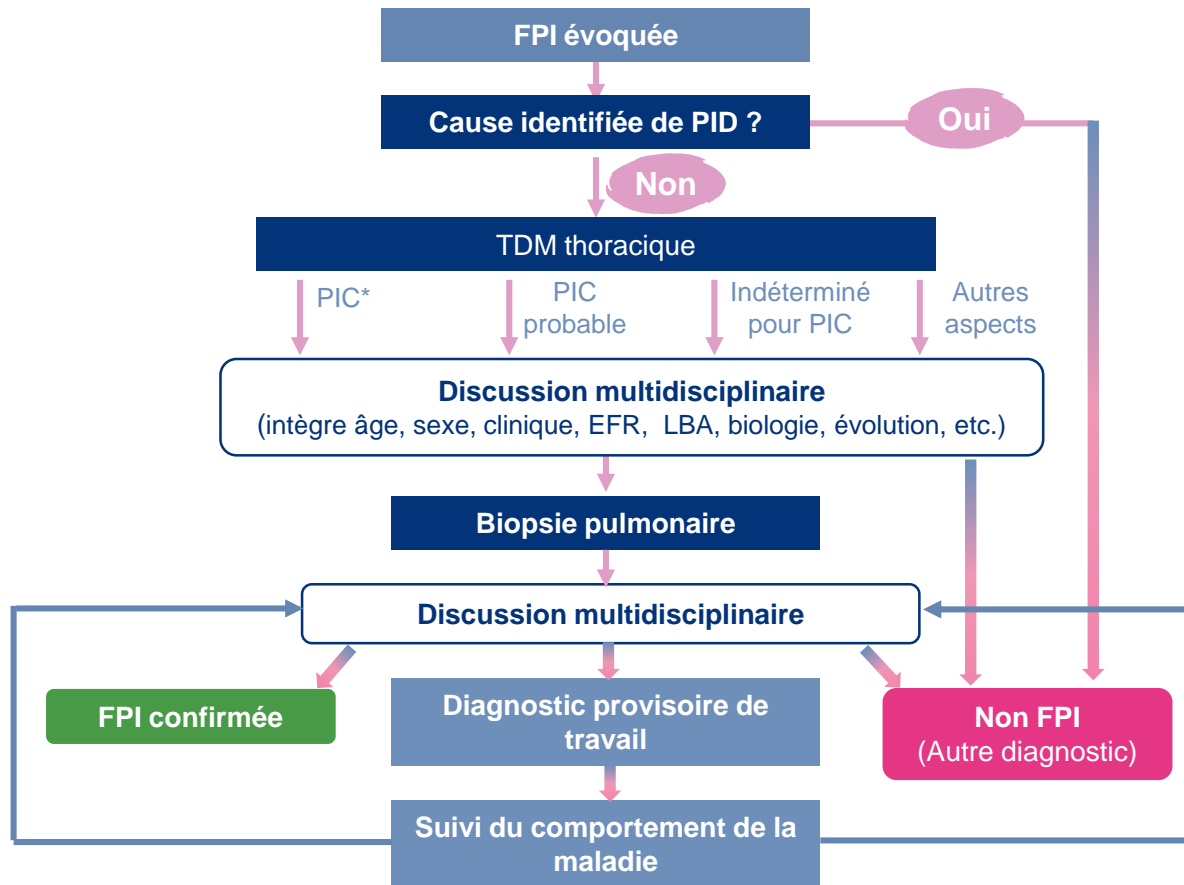 FPI évoquée
Cause identifiée de PID ?
Oui
Non
TDM thoracique
PIC*
PIC
probable
Indéterminé
pour PIC
Autres
aspects
Discussion multidisciplinaire
(intègre âge, sexe, clinique, EFR, LBA, biologie, évolution, etc.)
Biopsie pulmonaire
Discussion multidisciplinaire
FPI confirmée
Diagnostic provisoire de
travail
Non FPI
(Autre diagnostic)
Suivi du comportement de la
maladie